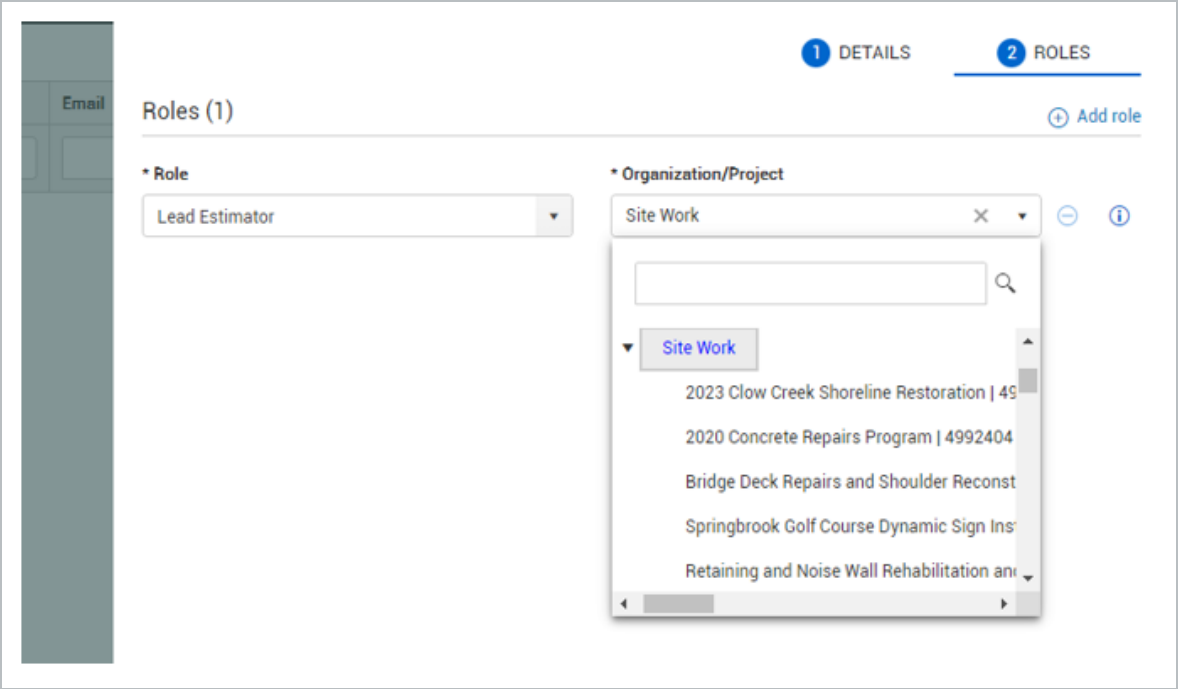 1 DETAILS 2 ROLES
Email
Roles (1)
Add role
* Role
* Organization/Project
Lead Estimator
Site Work
Site Work
2023 Clow Creek Shoreline Restoration | 49
2020 Concrete Repairs Program | 4992404
Bridge Deck Repairs and Shoulder Reconst
Springbrook Golf Course Dynamic Sign Ins
Retaining and Noise Wall Rehabilitation an